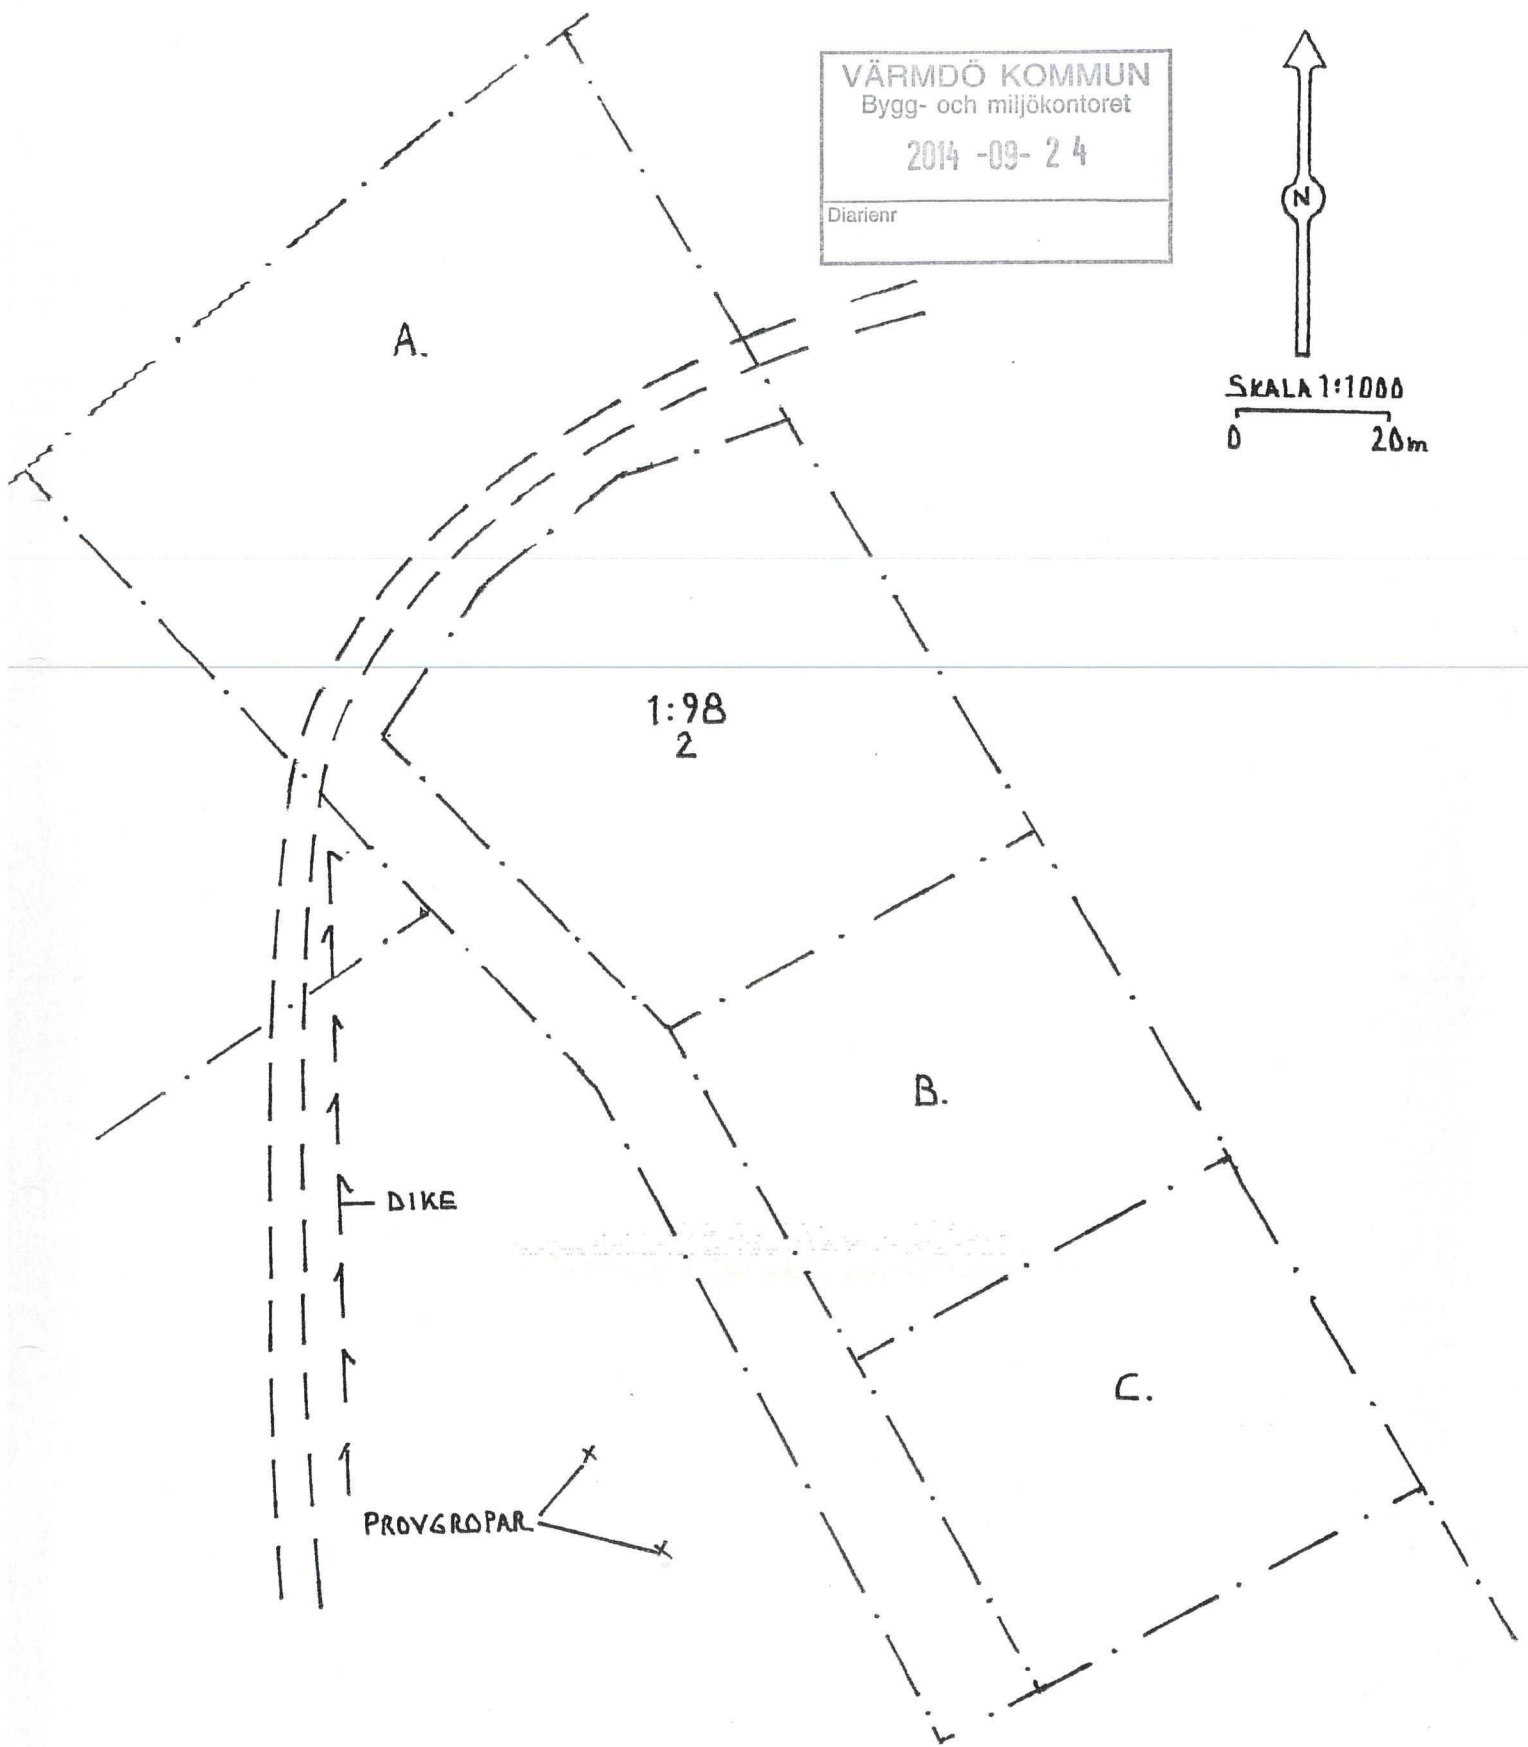 VÄRMDÖ KOMMUN
Bygg- och miljökontoret
2014 -09- 24
Diarienr
N
SKALA 1:1000
0 20m
A.
1:98
2
B.
DIKE
C.
PROVGROPAR